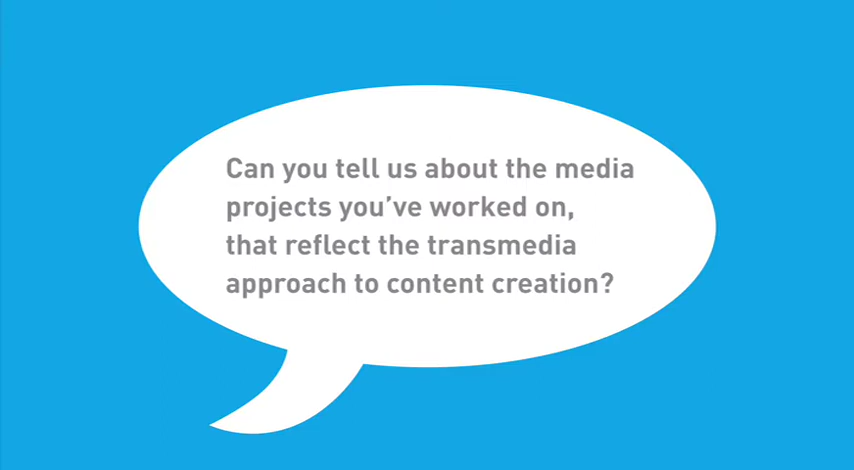 Can you tell us about the media
projects you’ve worked on,
that reflect the transmedia
approach to content creation?